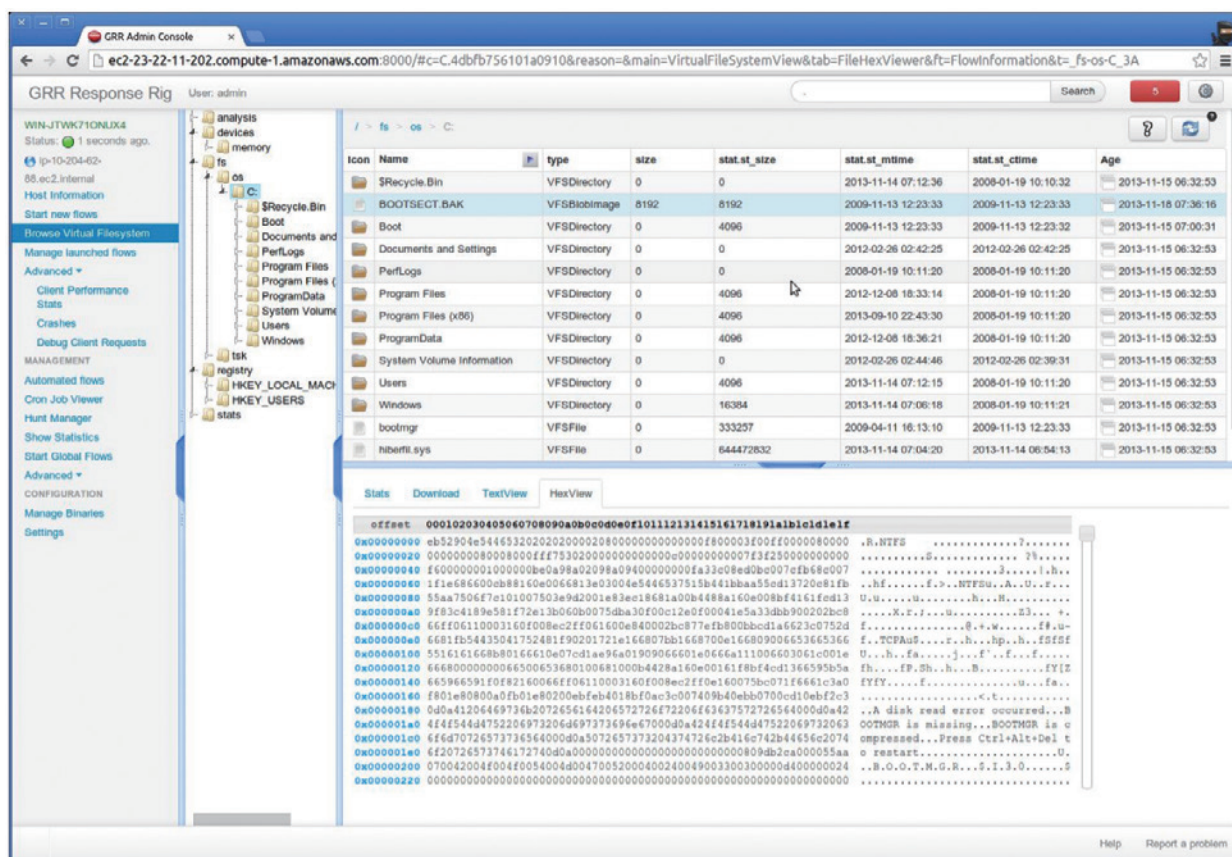 GRR Admin Console
ec2-23-22-11-202.compute-1.amazonaws.com:8000/#c=C.4dbfb756101a0910&reason=&main=VirtualFileSystemView&tab=FileHexViewer&ft=FlowInformation&t=_fs-os-C_3A
GRR Response Rig User: admin Search 5
WIN-JTWK71ONUX4
Status: 1 seconds ago.
ip-10-204-62-
88.ec2.internal
Host Information
Start new flows
Browse Virtual Filesystem
Manage launched flows
Advanced
Client Performance
Stats
Crashes
Debug Client Requests
MANAGEMENT
Automated flows
Cron Job Viewer
Hunt Manager
Show Statistics
Start Global Flows
Advanced
CONFIGURATION
Manage Binaries
Settings
analysis
devices
memory
fs
os
C:
$Recycle.Bin
Boot
Documents and
PerfLogs
Program Files
Program Files (
ProgramData
System Volume
Users
Windows
tsk
registry
HKEY_LOCAL_MACH
HKEY_USERS
stats
/ > fs > os > C:
Icon Name type size stat.st_size stat.st_mtime stat.st_ctime Age
$Recycle.Bin VFSDirectory 0 0 2013-11-14 07:12:36 2008-01-19 10:10:32 2013-11-15 06:32:53
BOOTSECT.BAK VFSBlobImage 8192 8192 2009-11-13 12:23:33 2009-11-13 12:23:33 2013-11-18 07:36:16
Boot VFSDirectory 0 4096 2009-11-13 12:23:33 2009-11-13 12:23:32 2013-11-15 07:00:31
Documents and Settings VFSDirectory 0 0 2012-02-26 02:42:25 2012-02-26 02:42:25 2013-11-15 06:32:53
PerfLogs VFSDirectory 0 0 2008-01-19 10:11:20 2008-01-19 10:11:20 2013-11-15 06:32:53
Program Files VFSDirectory 0 4096 2012-12-08 18:33:14 2008-01-19 10:11:20 2013-11-15 06:32:53
Program Files (x86) VFSDirectory 0 4096 2013-09-10 22:43:30 2008-01-19 10:11:20 2013-11-15 06:32:53
ProgramData VFSDirectory 0 4096 2012-12-08 18:36:21 2008-01-19 10:11:20 2013-11-15 06:32:53
System Volume Information VFSDirectory 0 0 2012-02-26 02:44:46 2012-02-26 02:39:31 2013-11-15 06:32:53
Users VFSDirectory 0 4096 2013-11-14 07:12:15 2008-01-19 10:11:20 2013-11-15 06:32:53
Windows VFSDirectory 0 16384 2013-11-14 07:06:18 2008-01-19 10:11:21 2013-11-15 06:32:53
bootmgr VFSFile 0 333257 2009-04-11 16:13:10 2009-11-13 12:23:33 2013-11-15 06:32:53
hiberfil.sys VFSFile 0 644472832 2013-11-14 07:04:20 2013-11-14 06:54:13 2013-11-15 06:32:53
Stats Download TextView HexView
offset 000102030405060708090a0b0c0d0e0f101112131415161718191a1b1c1d1e1f
0x00000000 .R.NTFS
0x00000020
0x00000040
0x00000060
0x00000080
0x000000a0
0x000000c0
0x000000e0
0x00000100
0x00000120
0x00000140
0x00000160
0x00000180 ..A disk read error occurred...B
0x000001a0 OOTMGR is missing...BOOTMGR is c
0x000001c0 ompressed...Press Ctrl+Alt+Del t
0x000001e0 o restart
0x00000200 ..B.O.O.T.M.G.R...$.I.3.0
0x00000220
Help Report a problem